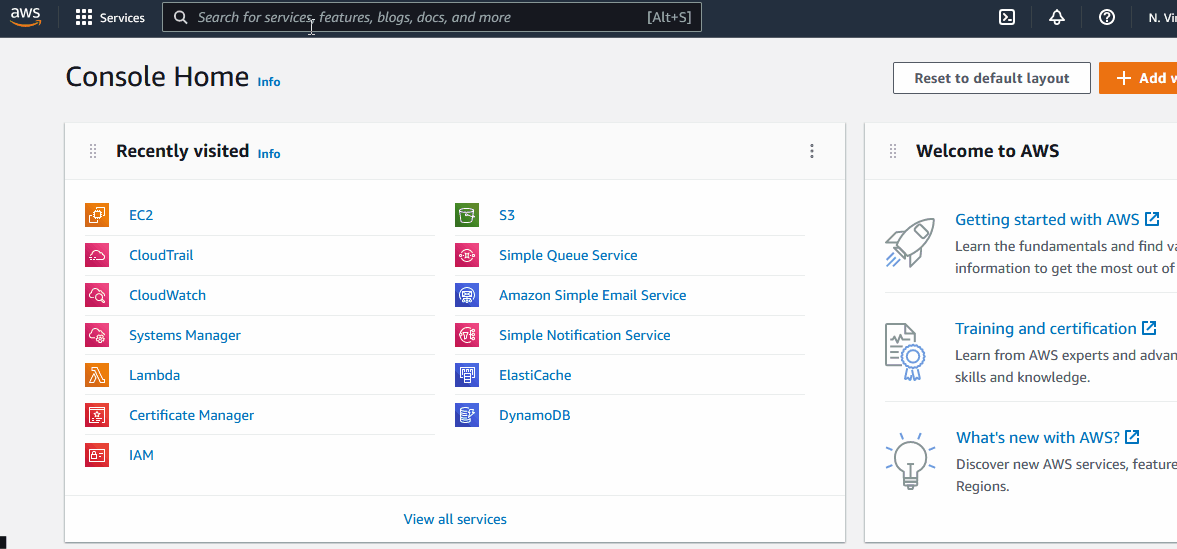 aws
Services
Search for services, features, blogs, docs, and more
[Alt+S]
N. Vi
Console Home Info
Reset to default layout
Add
Recently visited Info
EC2
CloudTrail
CloudWatch
Systems Manager
Lambda
Certificate Manager
IAM
S3
Simple Queue Service
Amazon Simple Email Service
Simple Notification Service
ElastiCache
DynamoDB
View all services
Welcome to AWS
Getting started with AWS
Learn the fundamentals and find
information to get the most out of
Training and certification
Learn from AWS experts and
skills and knowledge.
What's new with AWS?
Discover new AWS services,
Regions.